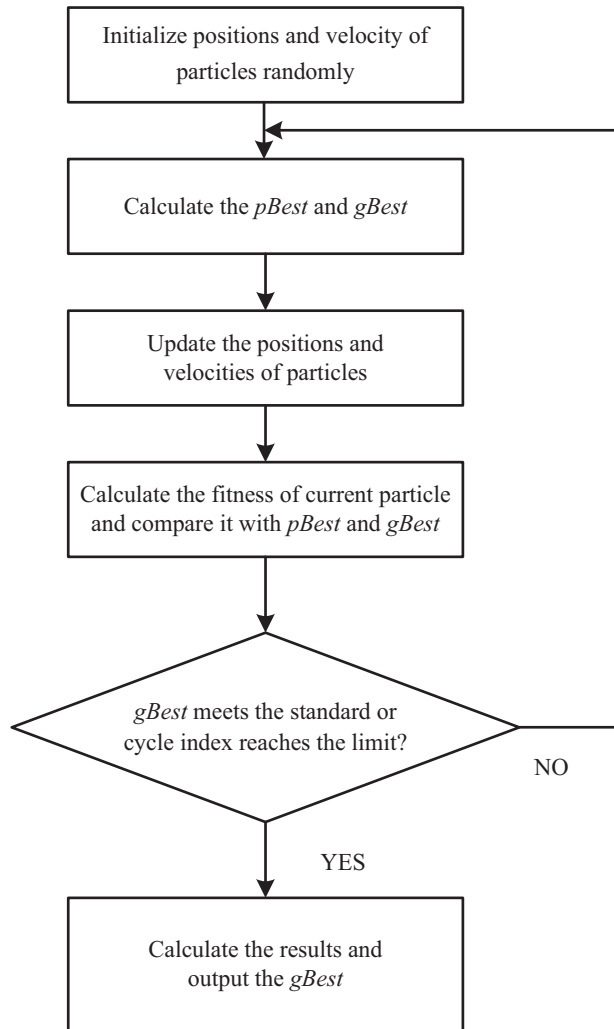 Initialize positions and velocity of
particles randomly
Calculate the pBest and gBest
Update the positions and
velocities of particles
Calculate the fitness of current particle
and compare it with pBest and gBest
gBest meets the standard or
cycle index reaches the limit?
NO
YES
Calculate the results and
output the gBest